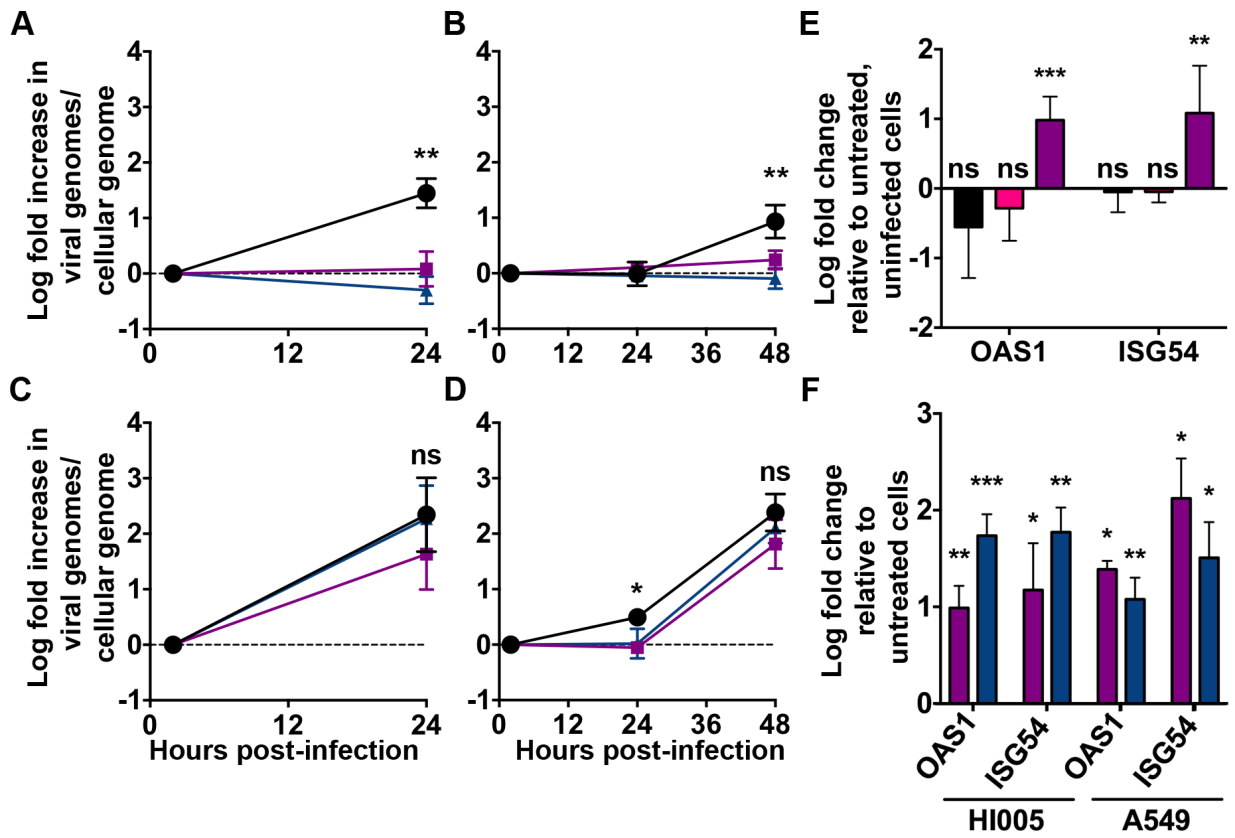 A
Log fold increase in
viral genomes/
cellular genome
4
3
2
1
0
-1
**
0
12
24
B
4
3
2
1
0
-1
**
0
12
24
36
48
C
Log fold increase in
viral genomes/
cellular genome
4
3
2
1
0
-1
ns
0
12
24
Hours post-infection
D
4
3
2
1
0
-1
*
ns
0
12
24
36
48
Hours post-infection
E
Log fold change
relative to untreated,
uninfected cells
2
1
0
-1
-2
ns
ns
***
ns
ns
**
OAS1
ISG54
F
Log fold change
relative to
untreated cells
3
2
1
0
**
***
*
**
*
**
*
*
OAS1
ISG54
OAS1
ISG54
HI005
A549